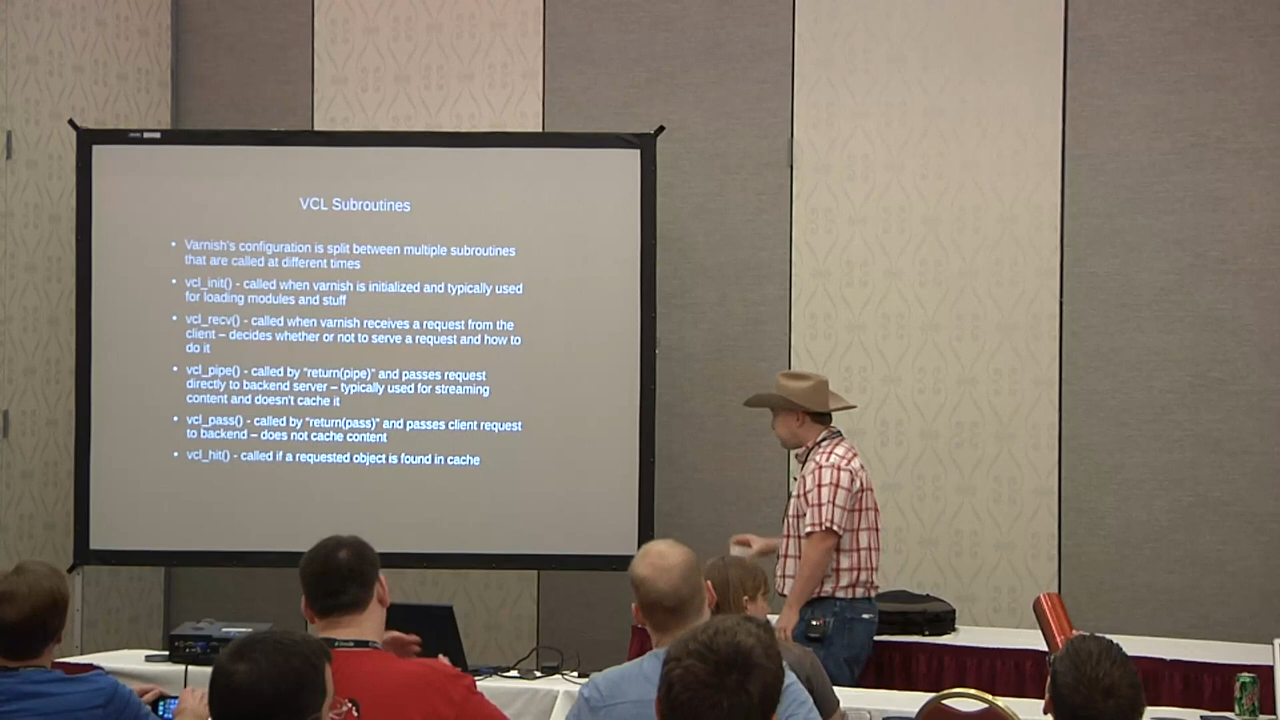 VCL Subroutines
• Varnish's configuration is split between multiple subroutines
that are called at different times
• vcl_init() - called when varnish is initialized and typically used
for loading modules and stuff
• vcl_recv() - called when varnish receives a request from the
client – decides whether or not to serve a request and how to
do it
• vcl_pipe() - called by “return(pipe)” and passes request
directly to backend server – typically used for streaming
content and doesn't cache it
• vcl_pass() - called by “return(pass)” and passes client request
to backend – does not cache content
• vcl_hit() - called if a requested object is found in cache